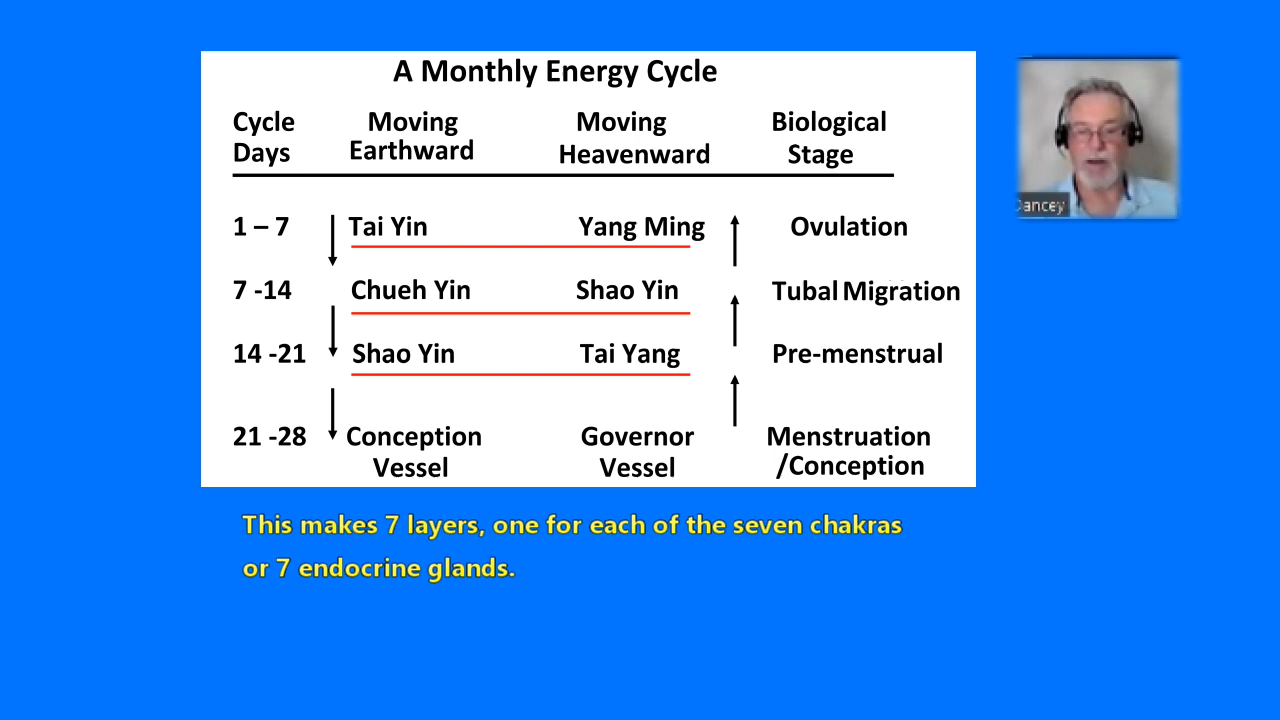 A Monthly Energy Cycle
Cycle Days
Moving Earthward
Moving Heavenward
Biological Stage
1 – 7 Tai Yin Yang Ming Ovulation
7 -14 Chueh Yin Shao Yin Tubal Migration
14 -21 Shao Yin Tai Yang Pre-menstrual
21 -28 Conception Governor Menstruation
Vessel Vessel /Conception
This makes 7 layers, one for each of the seven chakras
or 7 endocrine glands.
Dancey